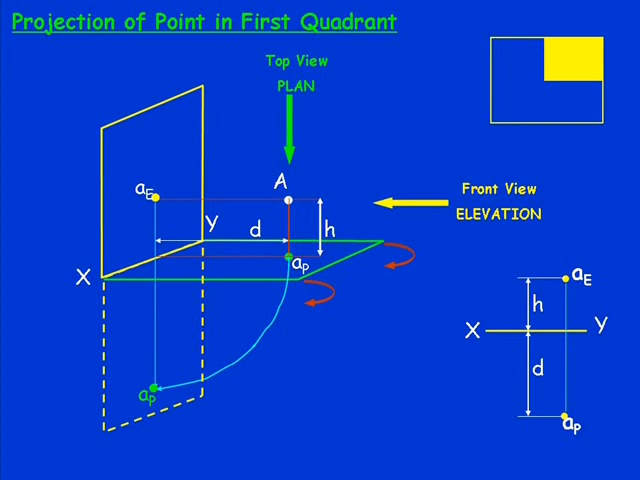 Projection of Point in First Quadrant
Top View
PLAN
aE
A
Front View
ELEVATION
Y
d
h
X
aP
aP
aE
h
X
Y
d
aP